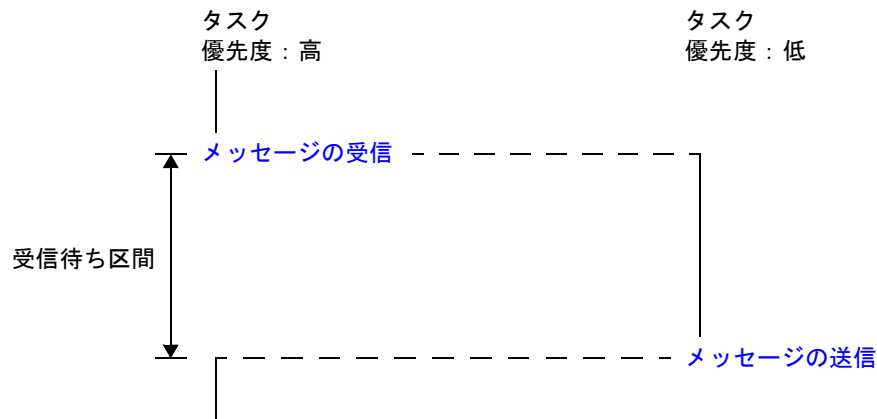 タスク
優先度：高
タスク
優先度：低
メッセージの受信
受信待ち区間
メッセージの送信